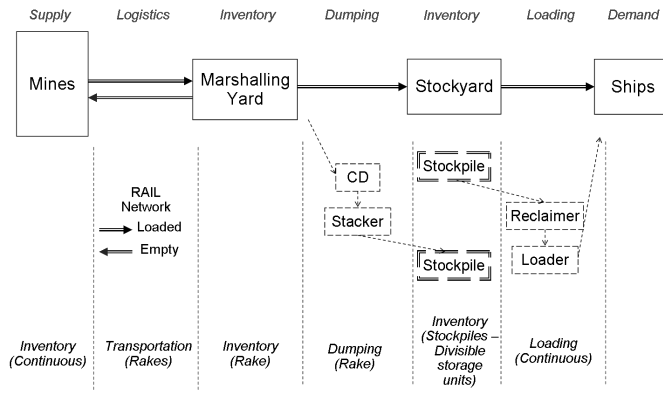 Supply Logistics Inventory Dumping Inventory Loading Demand
Mines
Marshalling
Yard
Stockyard
Ships
RAIL
Network
Loaded
Empty
CD
Stacker
Stockpile
Stockpile
Reclaimer
Loader
Inventory
(Continuous)
Transportation
(Rakes)
Inventory
(Rake)
Dumping
(Rake)
Inventory
(Stockpiles –
Divisible
storage
units)
Loading
(Continuous)